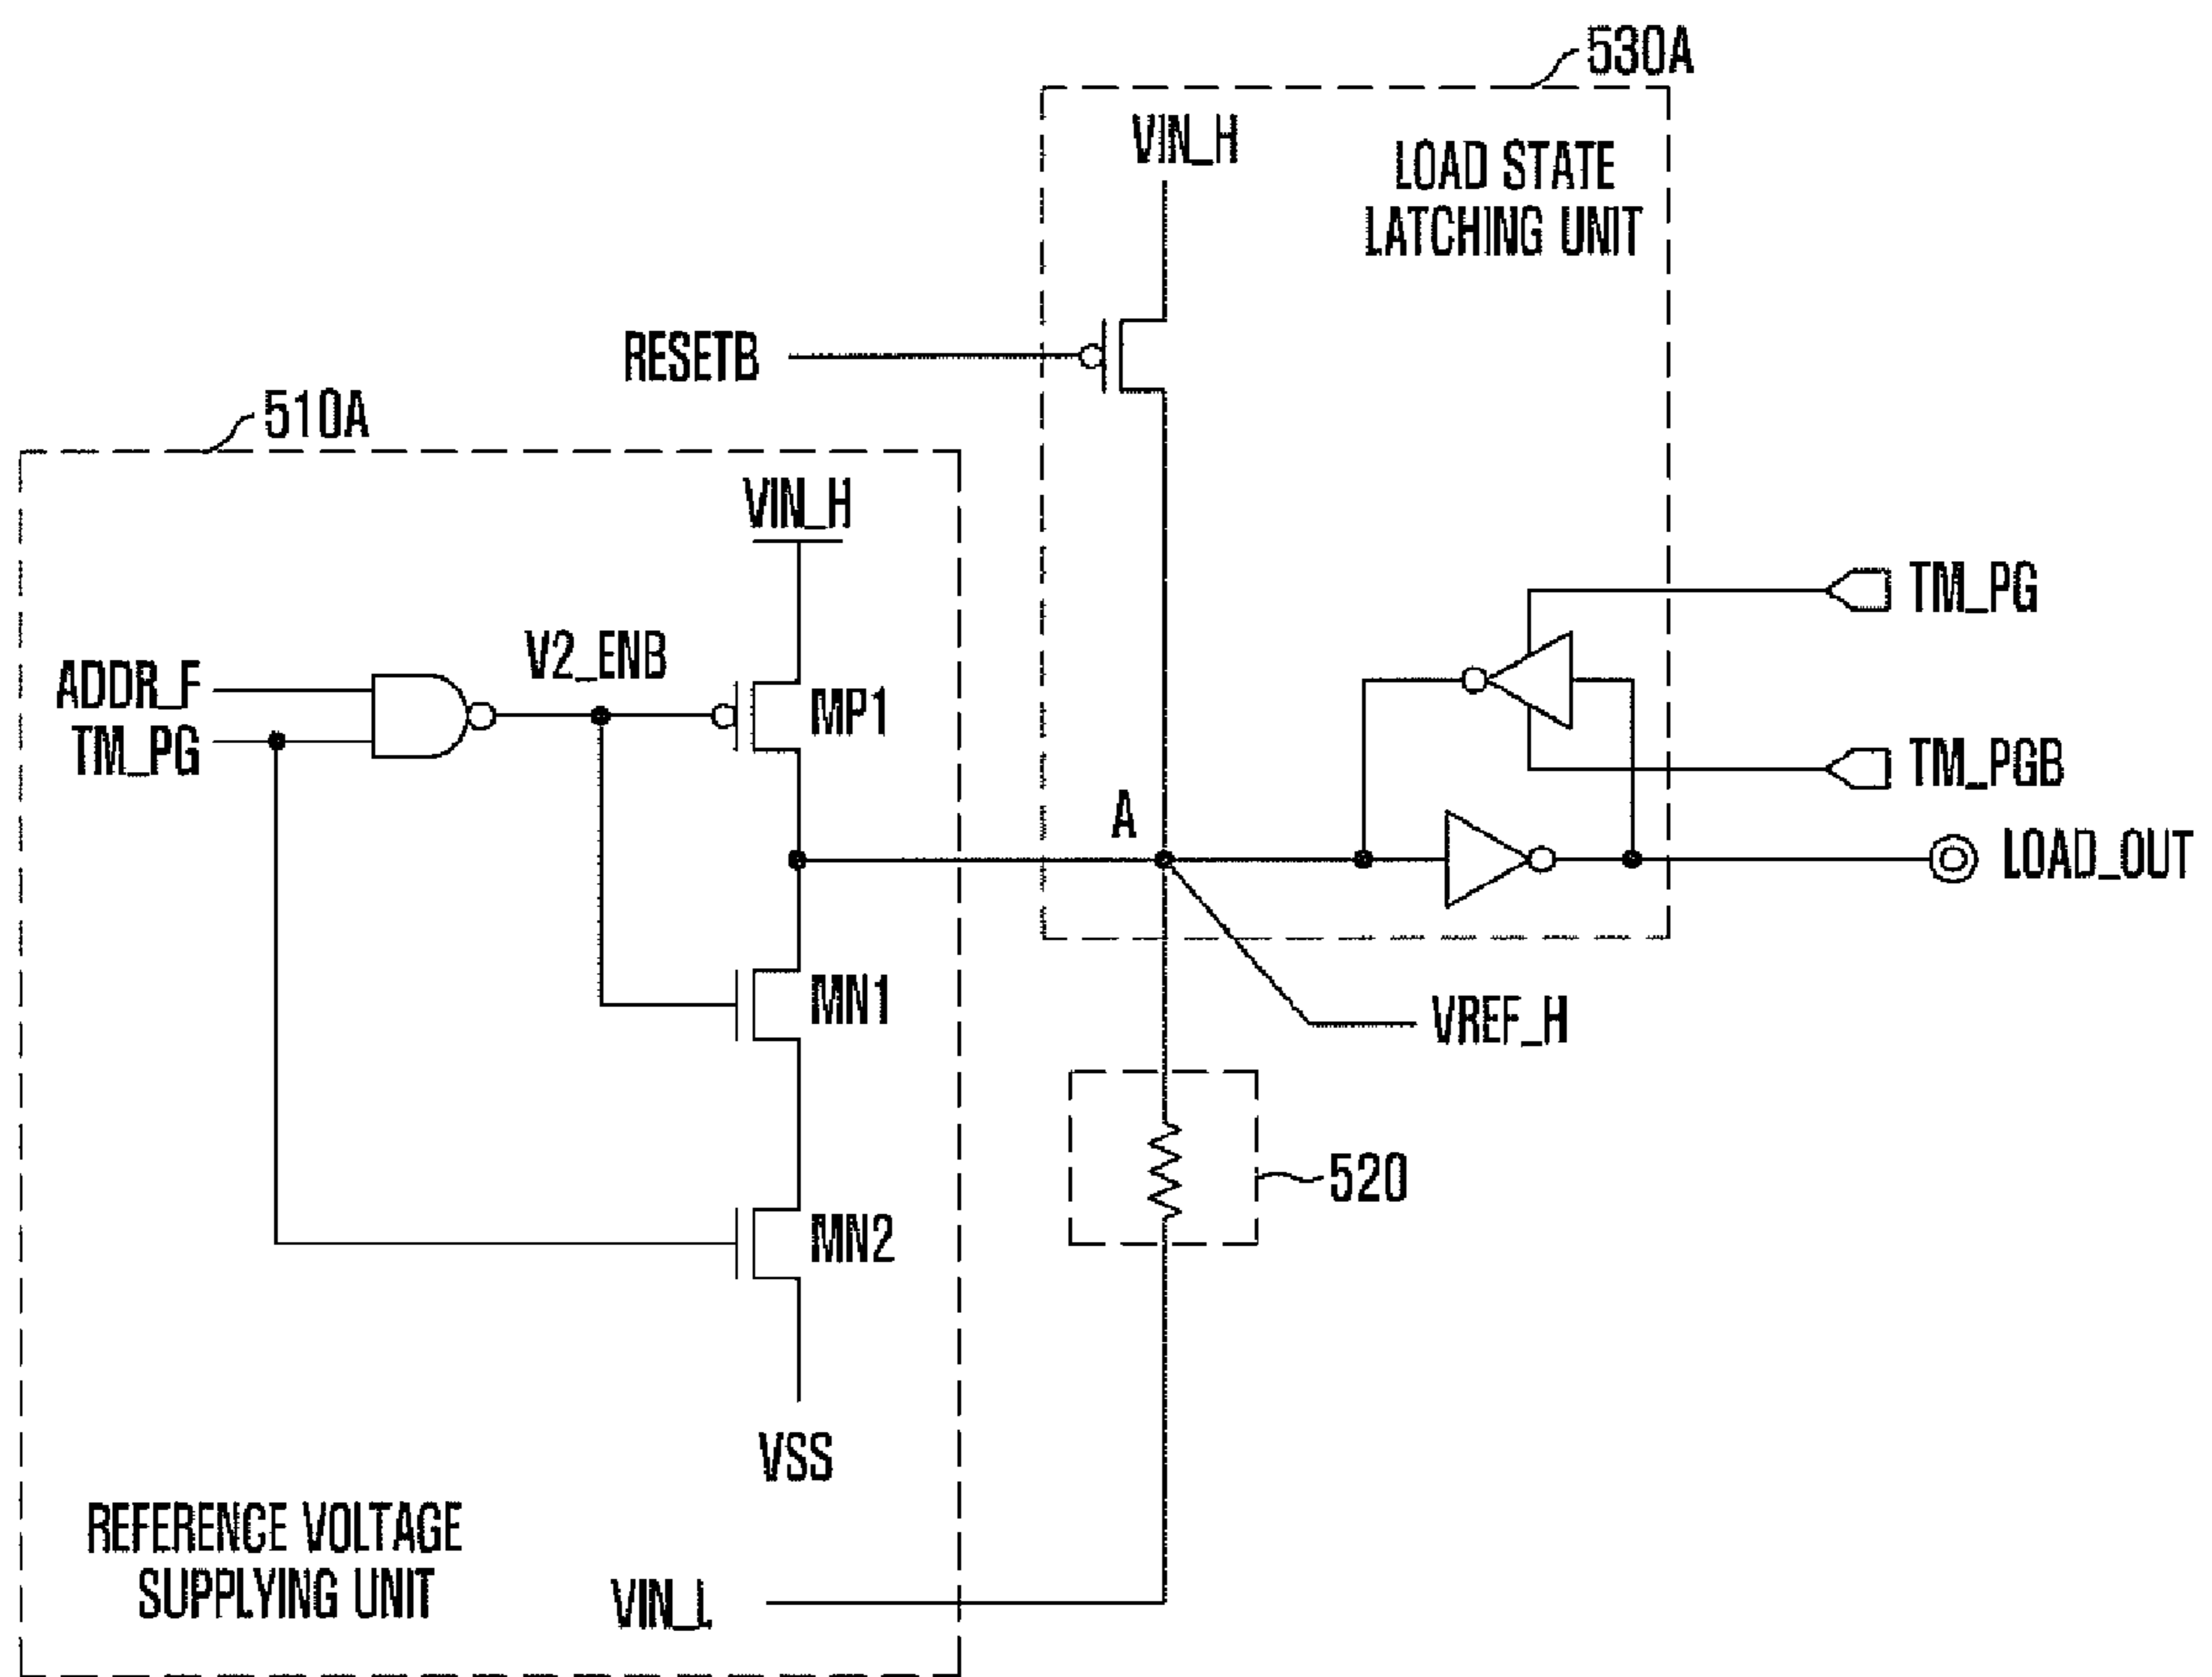 530A
VIN_H
LOAD STATE
LATCHING UNIT
RESETB
510A
VIN_H
V2_ENB
ADDR_F
TM_PG
MP1
TM_PG
TM_PGB
A
LOAD_OUT
MN1
VREF_H
520
MN2
VSS
REFERENCE VOLTAGE
SUPPLYING UNIT
VIN_L